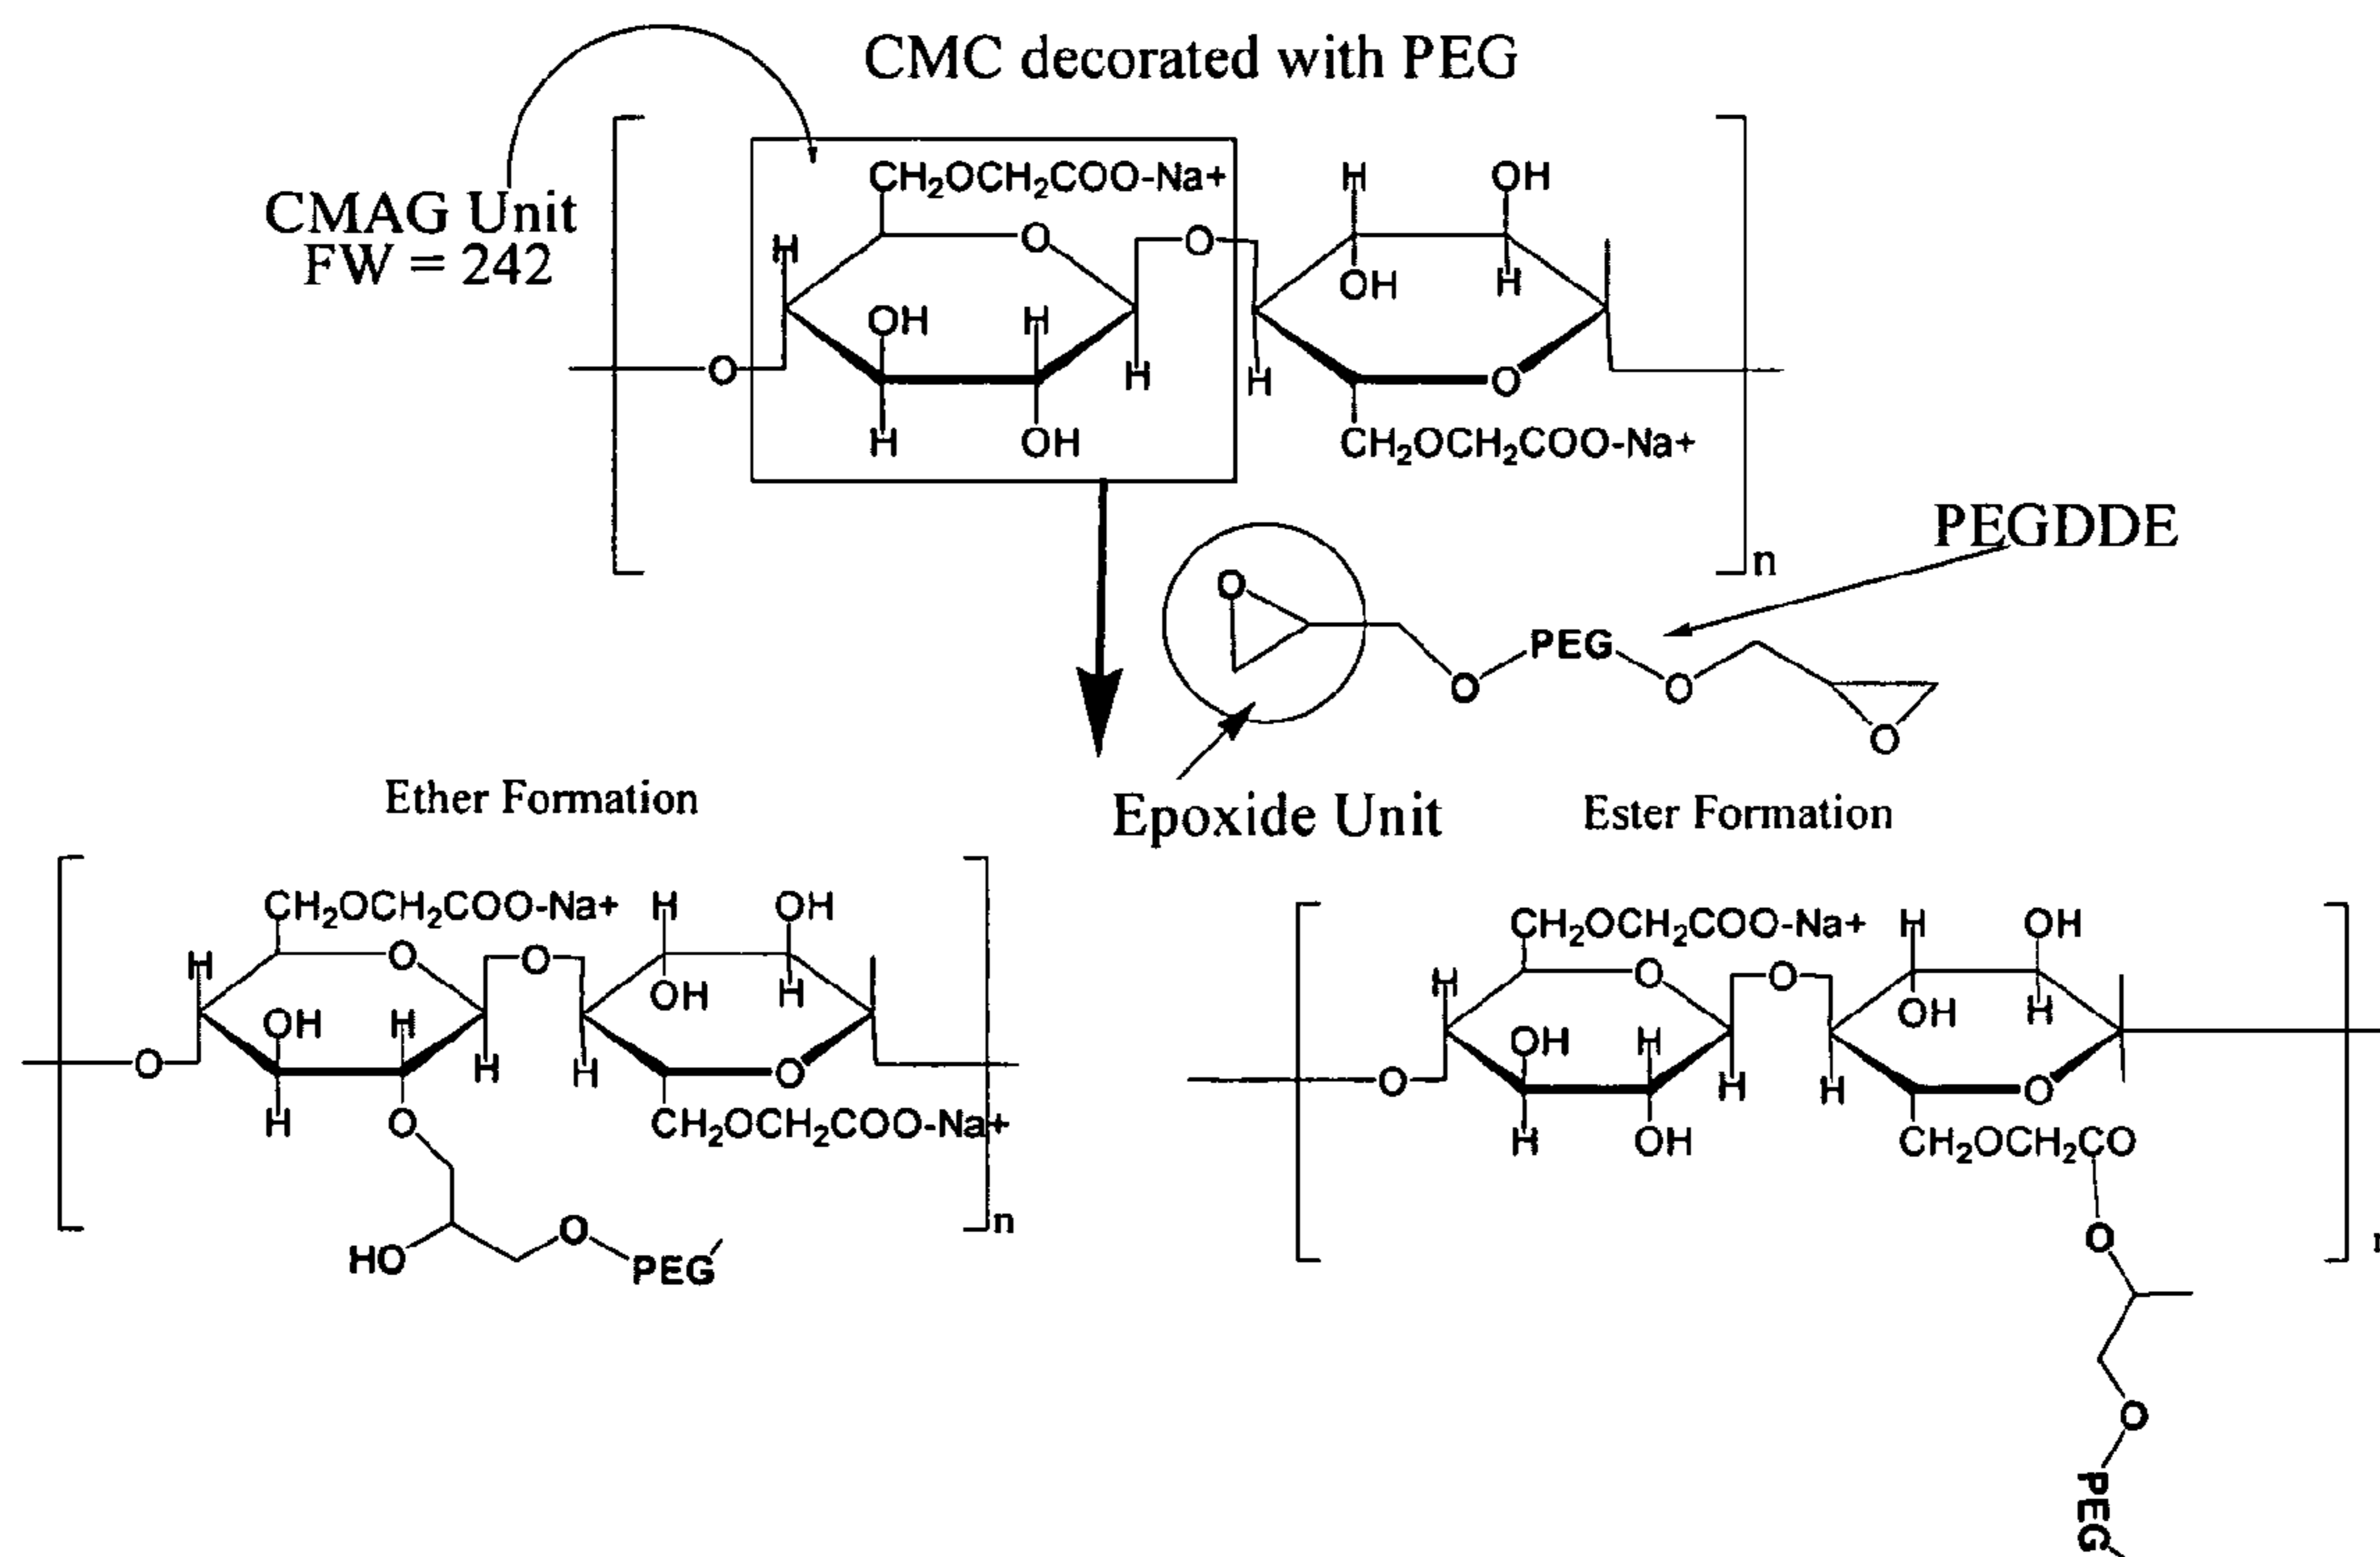 CMC decorated with PEG
CMAG Unit
FW = 242
CH₂OCH₂COO-Na+
H
OH
H
O
O
OH
H
OH
H
H
H
O
H
OH
H
O
CH₂OCH₂COO-Na+
n
PEGDDE
O
PEG
O
O
O
Epoxide Unit
Ether Formation
CH₂OCH₂COO-Na+
H
OH
H
O
O
OH
H
OH
H
H
H
O
H
O
H
O
CH₂OCH₂COO-Na+
n
HO
O
PEG
Ester Formation
CH₂OCH₂COO-Na+
H
OH
H
O
O
OH
H
OH
H
H
H
O
H
OH
O
CH₂OCH₂CO
O
O
PEG